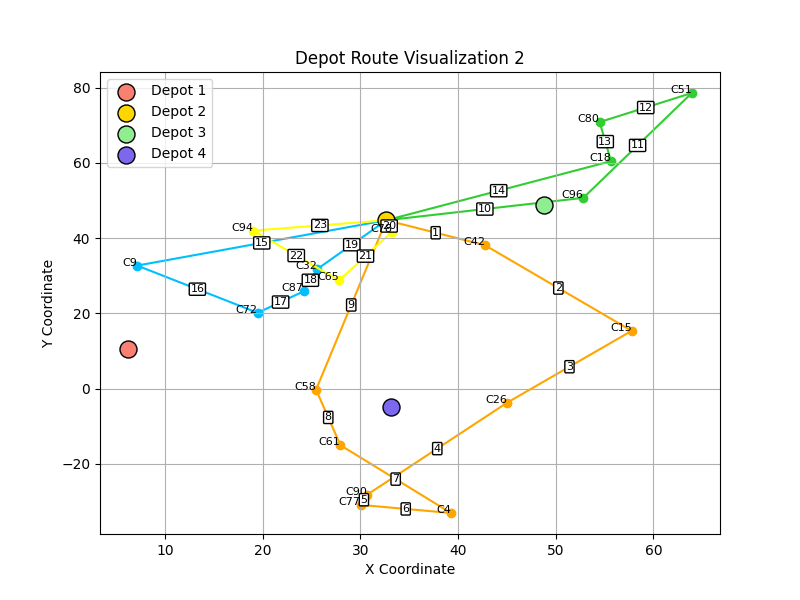 Depot Route Visualization 2
Depot 1
Depot 2
Depot 3
Depot 4
Y Coordinate
80
60
40
20
0
−20
10
20
30
40
50
60
X Coordinate
C51
12
C80
13
11
C18
14
C96
10
C94
23
20
1
15
19
C42
22
21
C9
C32
C65
18
16
C87
2
17
9
C72
C15
3
C58
C26
8
C61
4
7
C90
5
C77
6
C4